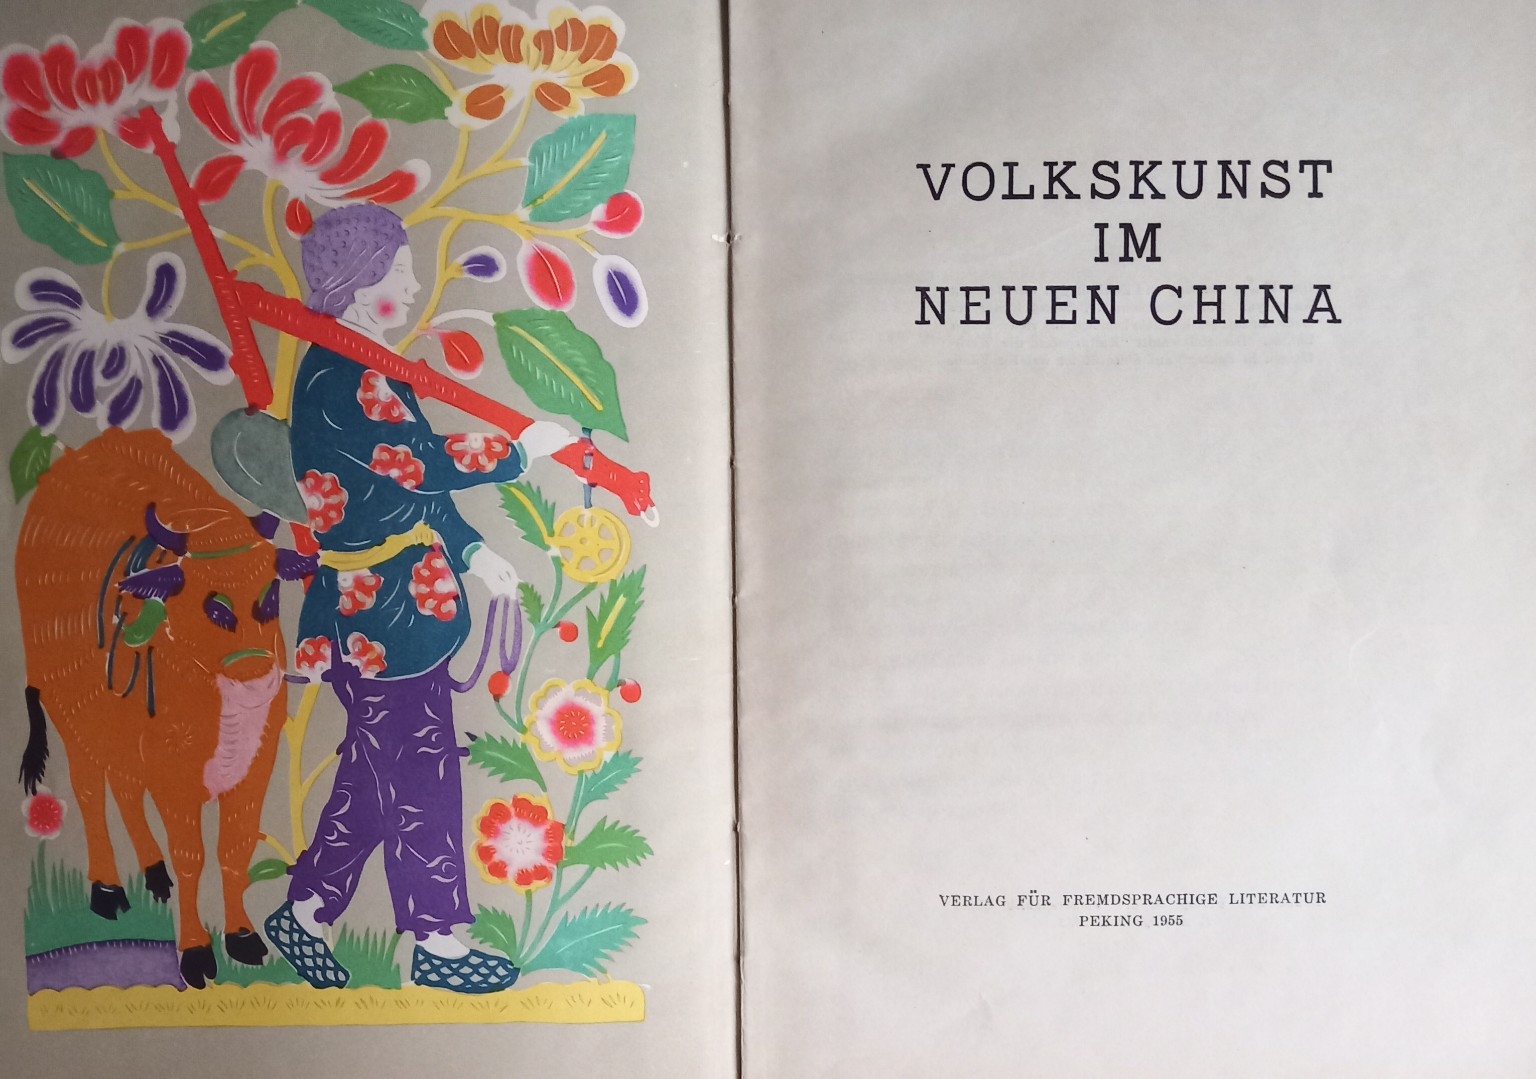 VOLKSKUNST
IM
NEUEN CHINA
VERLAG FÜR FREMDSPRACHIGE LITERATUR
PEKING 1955